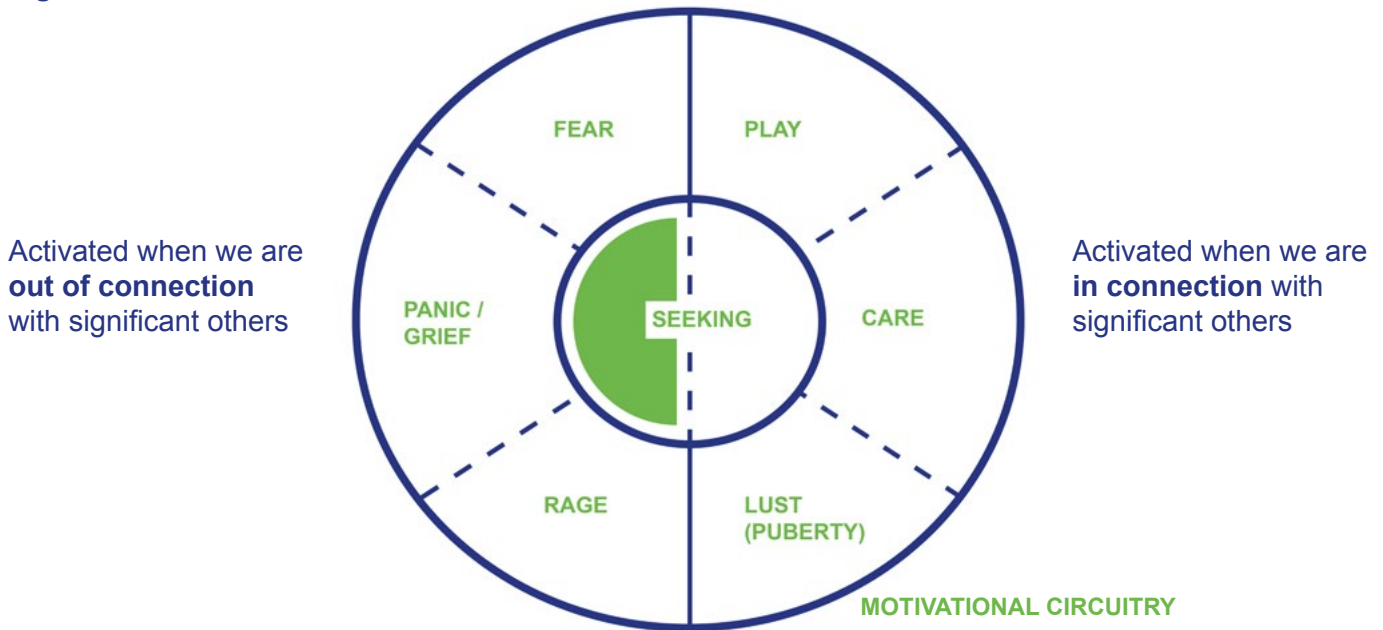 FEAR
PLAY
Activated when we are
out of connection
with significant others
PANIC /
GRIEF
SEEKING
CARE
Activated when we are
in connection with
significant others
RAGE
LUST
(PUBERTY)
MOTIVATIONAL CIRCUITRY